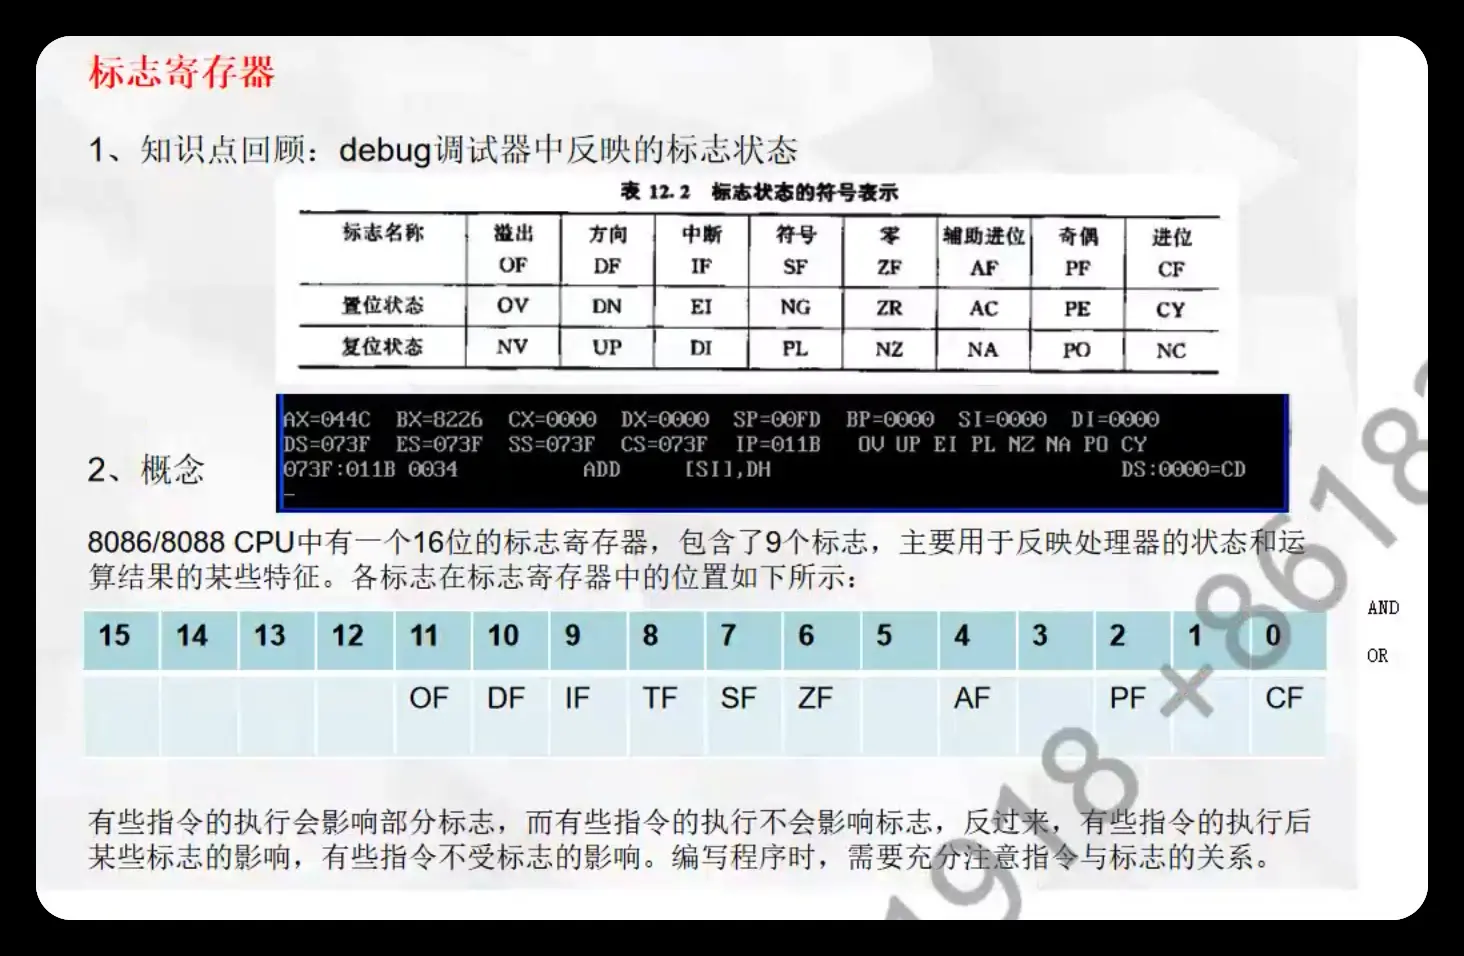 标志寄存器
1、知识点回顾：debug调试器中反映的标志状态
表 12.2 标志状态的符号表示
标志名称 溢出 方向 中断 符号 零 辅助进位 奇偶 进位
OF DF IF SF ZF AF PF CF
置位状态 OV DN EI NG ZR AC PE CY
复位状态 NV UP DI PL NZ NA PO NC
AX=044C BX=8226 CX=0000 DX=0000 SP=00FD BP=0000 SI=0000 DI=0000
DS=073F ES=073F SS=073F CS=073F IP=011B OV UP EI PL NZ NA PO CY
073F:011B 0034 ADD [SI],DH DS:0000=CD
2、概念
8086/8088 CPU中有一个16位的标志寄存器，包含了9个标志，主要用于反映处理器的状态和运
算结果的某些特征。各标志在标志寄存器中的位置如下所示：
15 14 13 12 11 10 9 8 7 6 5 4 3 2 1 0
OF DF IF TF SF ZF AF PF CF
AND
OR
有些指令的执行会影响部分标志，而有些指令的执行不会影响标志，反过来，有些指令的执行后
某些标志的影响，有些指令不受标志的影响。编写程序时，需要充分注意指令与标志的关系。
918 +86182